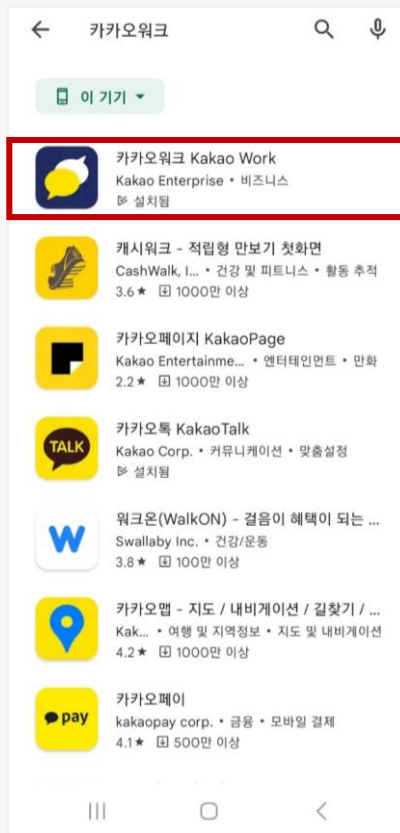 카카오워크
이 기기
카카오워크 Kakao Work
Kakao Enterprise • 비즈니스
설치됨
캐시워크 - 적립형 만보기 첫화면
CashWalk, I... • 건강 및 피트니스 • 활동 추적
3.6★ 1000만 이상
카카오페이지 KakaoPage
Kakao Entertainme... • 엔터테인먼트 • 만화
2.2★ 1000만 이상
TALK
카카오톡 KakaoTalk
Kakao Corp. • 커뮤니케이션 • 맞춤설정
설치됨
W
워크온(WalkON) - 걸음이 혜택이 되는 ...
Swallaby Inc. • 건강/운동
3.8★ 100만 이상
카카오맵 - 지도 / 내비게이션 / 길찾기 / ...
Kak... • 여행 및 지역정보 • 지도 및 내비게이션
4.2★ 1000만 이상
pay
카카오페이
kakaopay corp. • 금융 • 모바일 결제
4.1★ 500만 이상